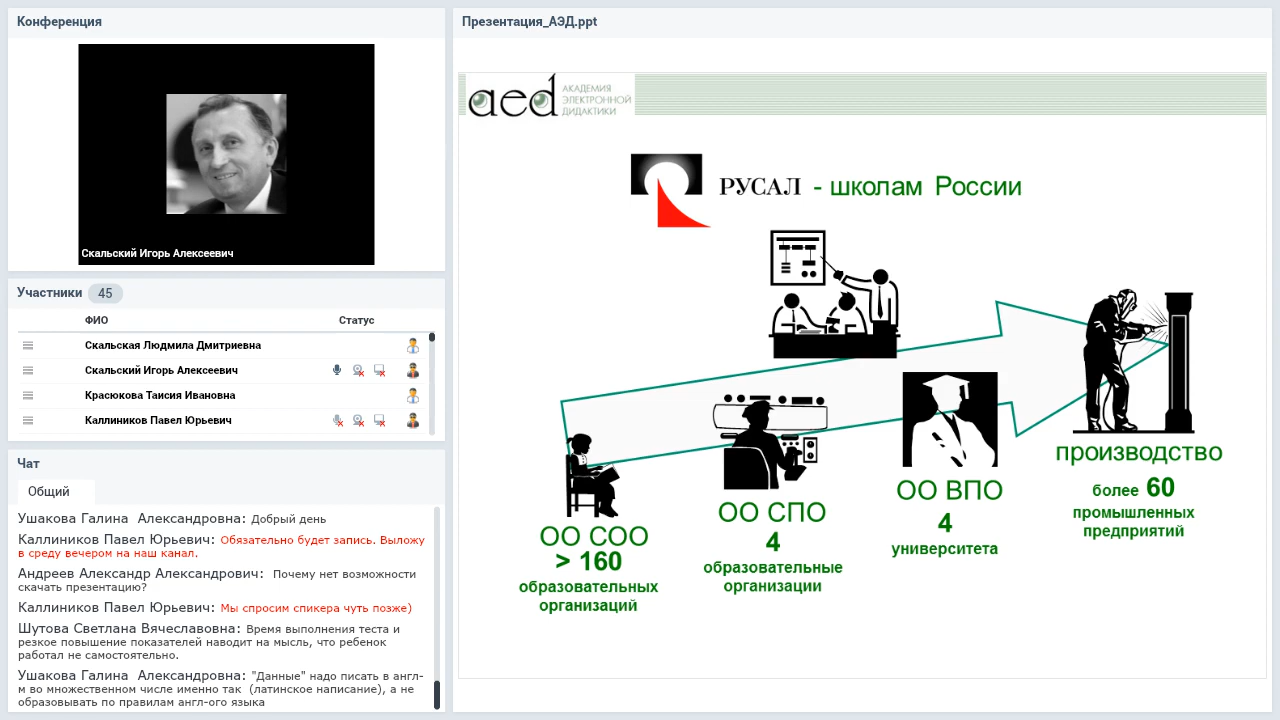 Конференция
Скальский Игорь Алексеевич
Участники 45
ФИО Статус
Скальская Людмила Дмитриевна
Скальский Игорь Алексеевич
Красюкова Таисия Ивановна
Каллиников Павел Юрьевич
Чат
Общий
Ушакова Галина Александровна: Добрый день
Каллиников Павел Юрьевич: Обязательно будет запись. Выложу
в среду вечером на наш канал.
Андреев Александр Александрович: Почему нет возможности
скачать презентацию?
Каллиников Павел Юрьевич: Мы спросим спикера чуть позже)
Шутова Светлана Вячеславовна: Время выполнения теста и
резкое повышение показателей наводит на мысль, что ребенок
работал не самостоятельно.
Ушакова Галина Александровна: "Данные" надо писать в англ-
м во множественном числе именно так (латинское написание), а не
образовывать по правилам англ-ого языка
Презентация_АЭД.ppt
aed
АКАДЕМИЯ
ЭЛЕКТРОННОЙ
ДИДАКТИКИ
РУСАЛ - школам России
ОО СОО
> 160
образовательных
организаций
ОО СПО
4
образовательные
организации
ОО ВПО
4
университета
производство
более 60
промышленных
предприятий